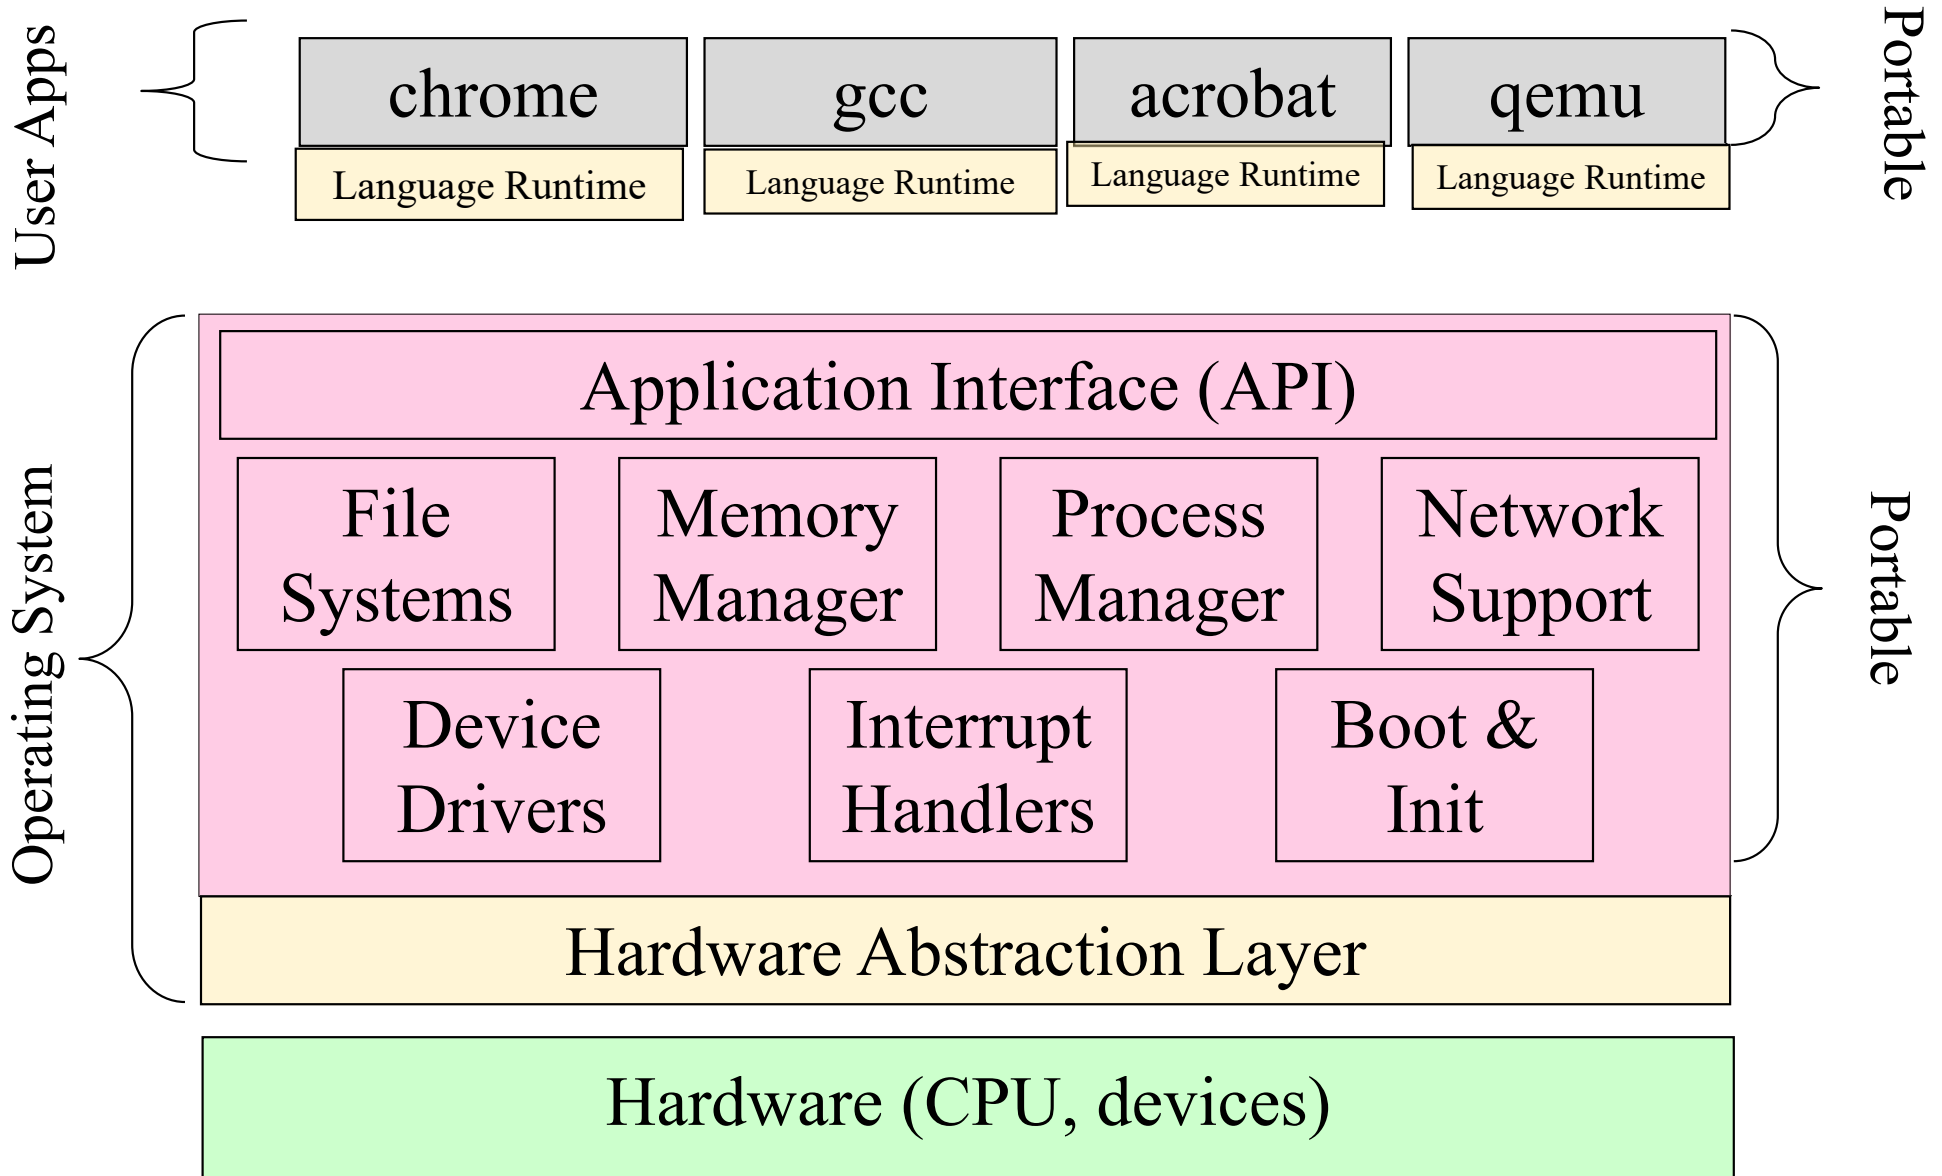 User Apps
chrome
gcc
acrobat
qemu
Portable
Language Runtime
Language Runtime
Language Runtime
Language Runtime
Operating System
Application Interface (API)
File
Systems
Memory
Manager
Process
Manager
Network
Support
Portable
Device
Drivers
Interrupt
Handlers
Boot &
Init
Hardware Abstraction Layer
Hardware (CPU, devices)